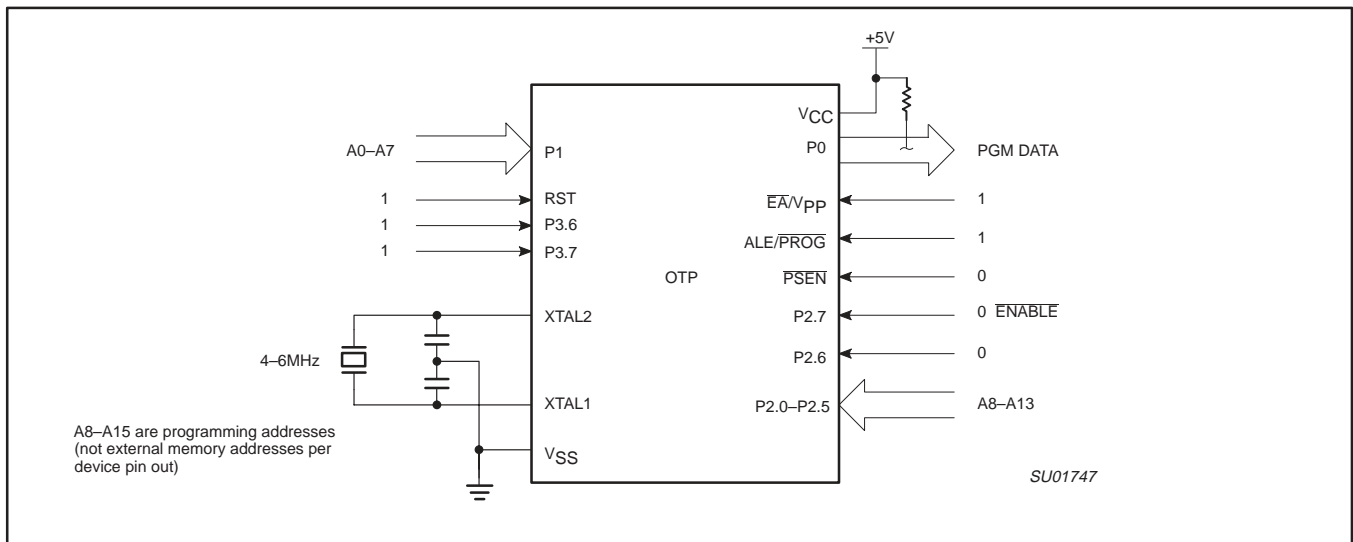 +5V
VCC
A0–A7
P1
P0
PGM DATA
1
RST
EA/VPP
1
1
P3.6
ALE/PROG
1
1
P3.7
OTP
PSEN
0
XTAL2
P2.7
0 ENABLE
4–6MHz
P2.6
0
XTAL1
P2.0–P2.5
A8–A13
A8–A15 are programming addresses
(not external memory addresses per
device pin out)
VSS
SU01747